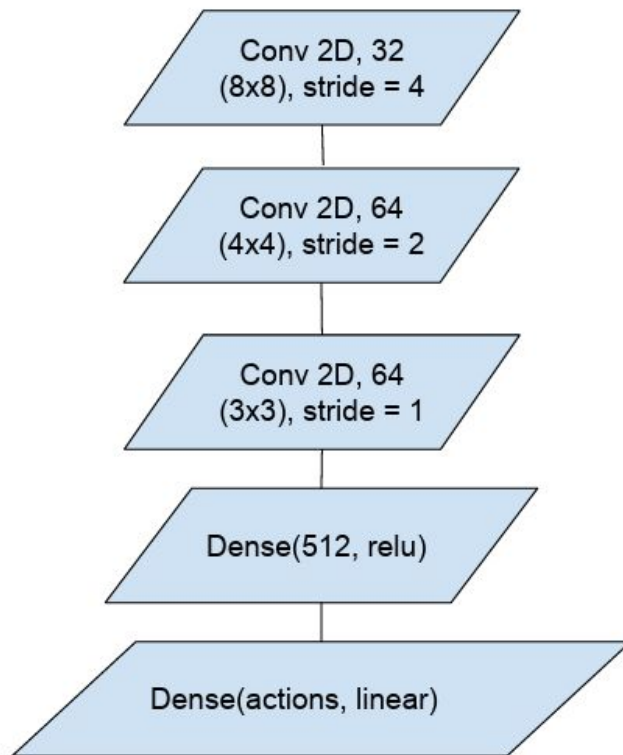 Conv 2D, 32
(8x8), stride = 4
Conv 2D, 64
(4x4), stride = 2
Conv 2D, 64
(3x3), stride = 1
Dense(512, relu)
Dense(actions, linear)